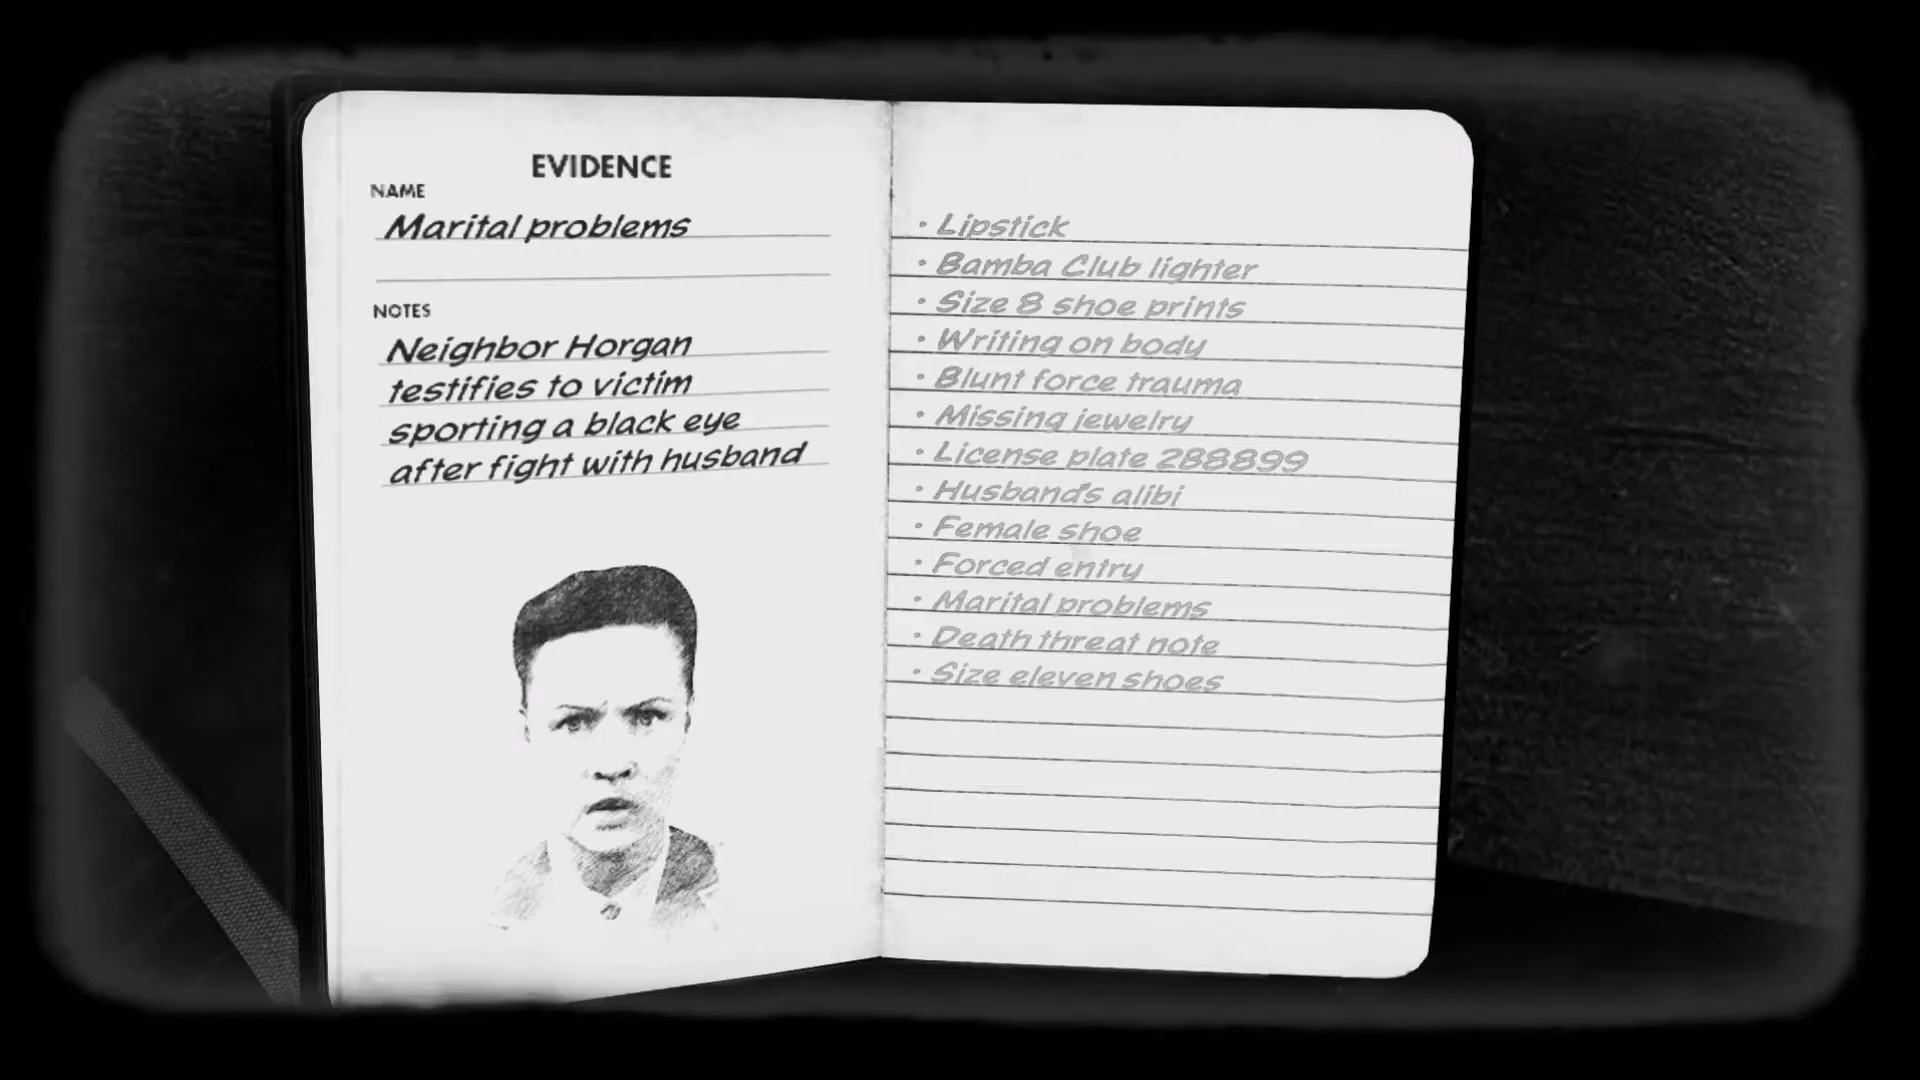 EVIDENCE
NAME
Marital problems
NOTES
Neighbor Horgan
testifies to victim
sporting a black eye
after fight with husband
• Lipstick
• Bamba Club lighter
• Size 8 shoe prints
• Writing on body
• Blunt force trauma
• Missing jewelry
• License plate 2B8899
• Husband's alibi
• Female shoe
• Forced entry
• Marital problems
• Death threat note
• Size eleven shoes